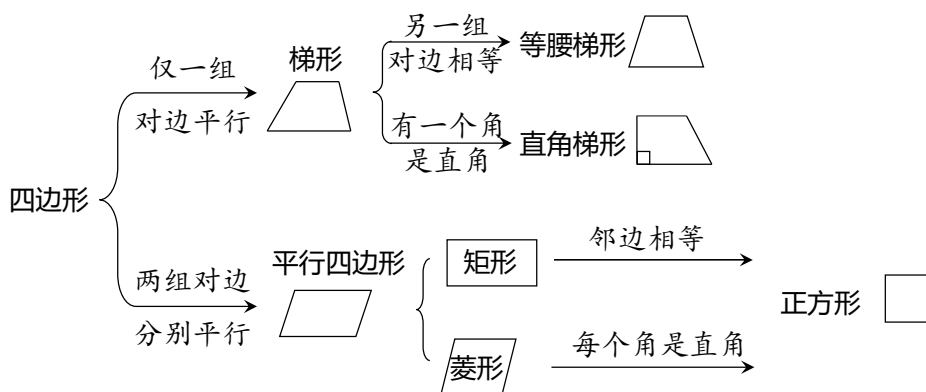 另一组
对边相等
等腰梯形
梯形
仅一组
对边平行
有一个角
是直角
直角梯形
四边形
平行四边形
矩形
邻边相等
两组对边
分别平行
正方形
菱形
每个角是直角